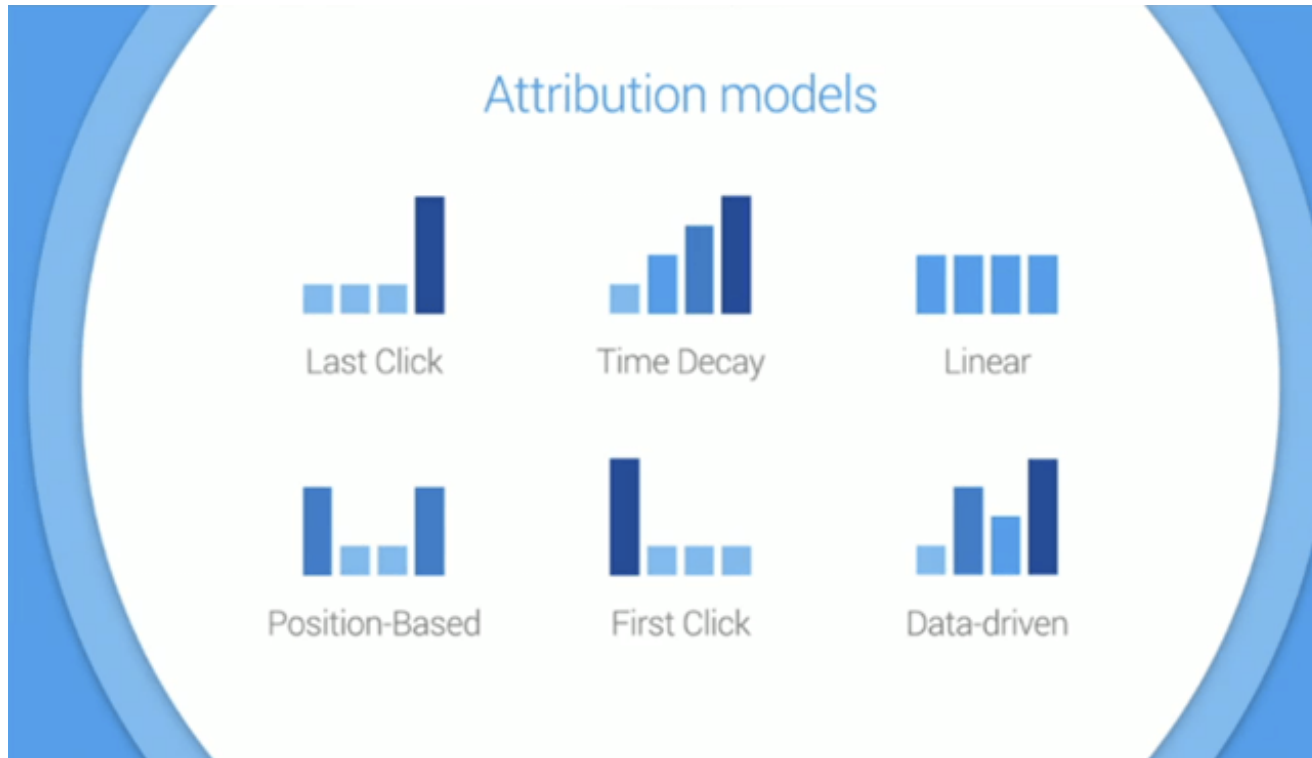 Attribution models
Last Click
Time Decay
Linear
Position-Based
First Click
Data-driven